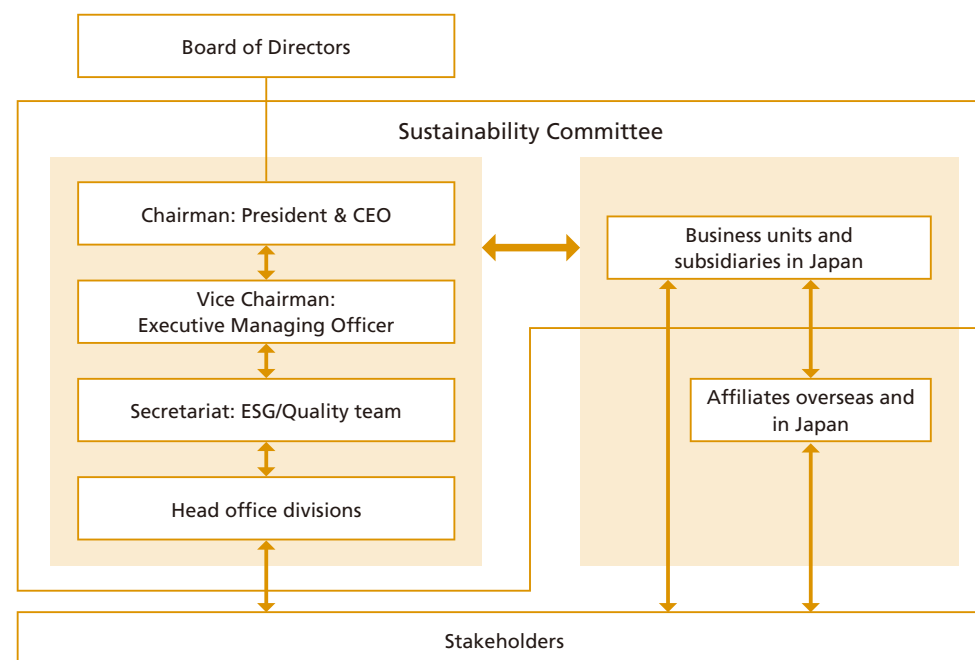 Board of Directors
Sustainability Committee
Chairman: President & CEO
Vice Chairman:
Executive Managing Officer
Secretariat: ESG/Quality team
Head office divisions
Business units and
subsidiaries in Japan
Affiliates overseas and
in Japan
Stakeholders